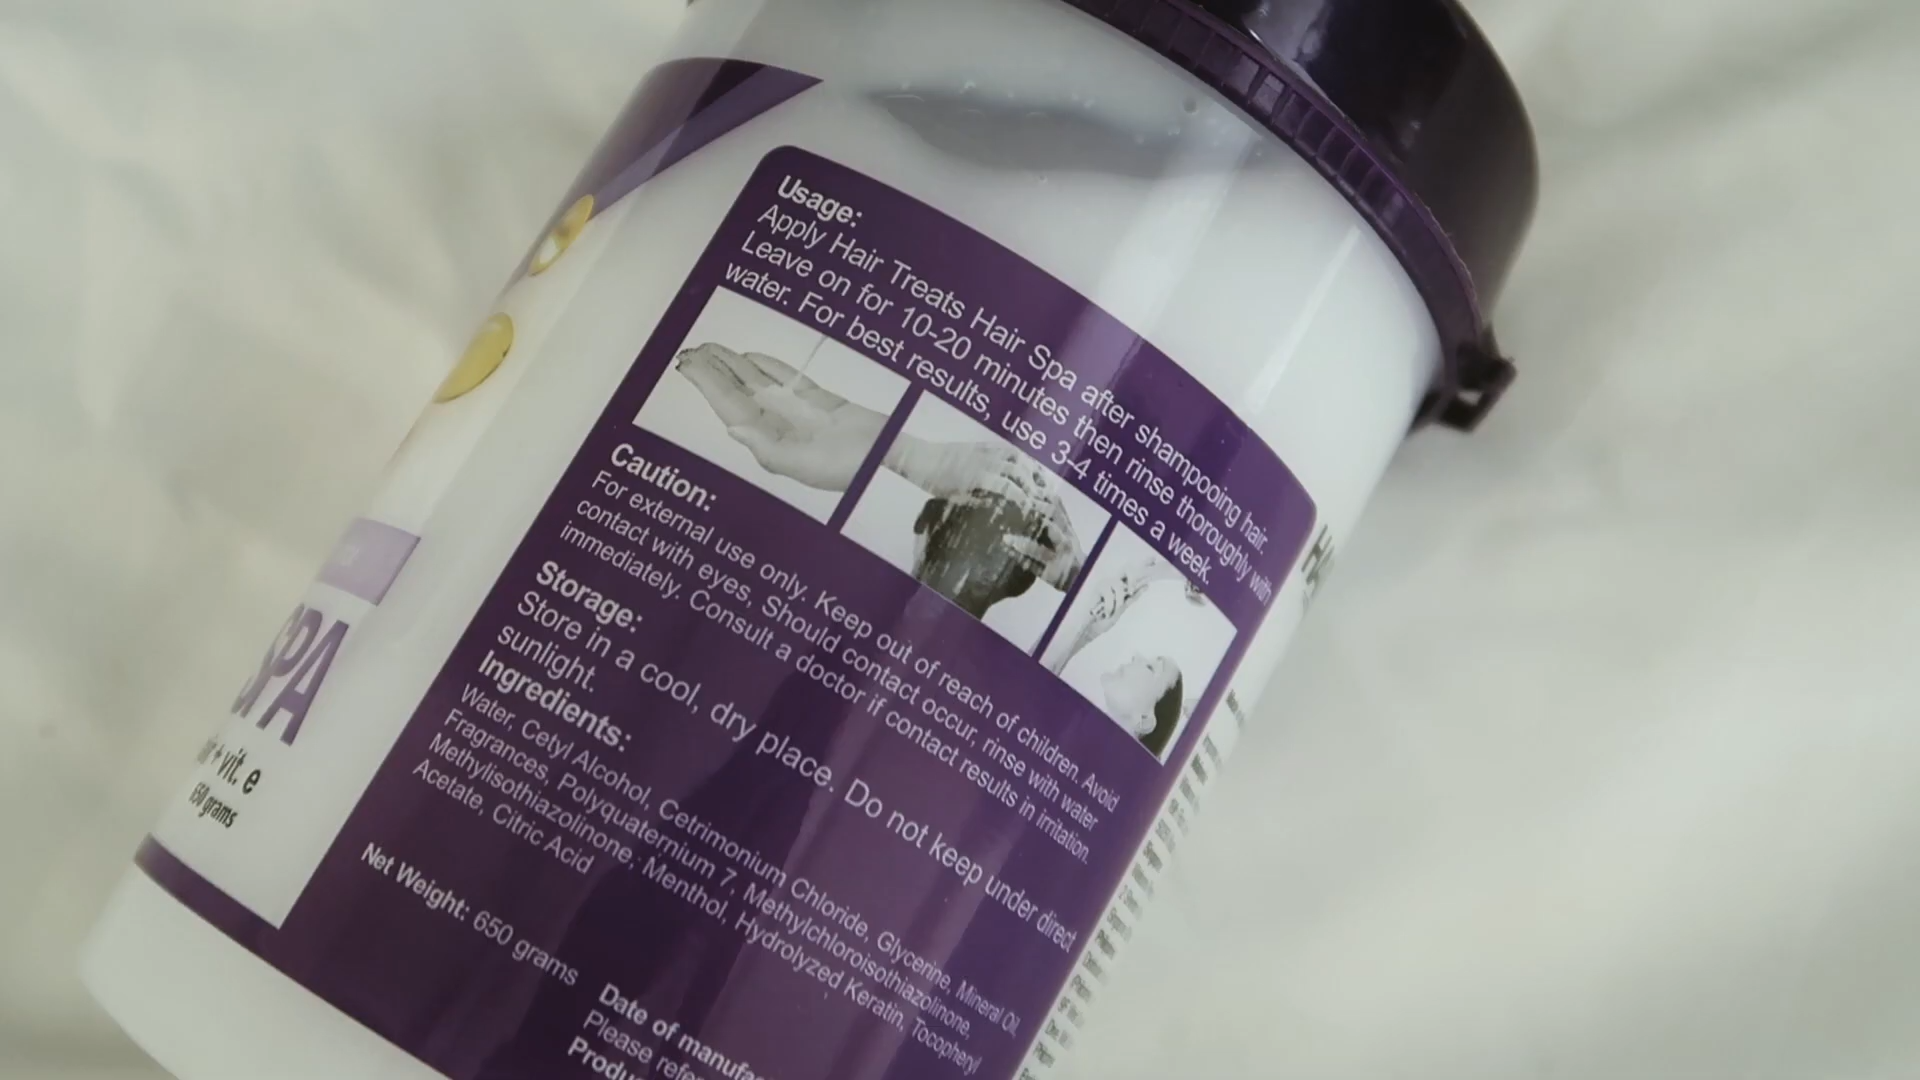 Usage:
Apply Hair Treats Hair Spa after shampooing hair.
Leave on for 10-20 minutes then rinse thoroughly with
water. For best results, use 3-4 times a week.
Caution:
For external use only. Keep out of reach of children. Avoid
contact with eyes, Should contact occur, rinse with water
immediately. Consult a doctor if contact results in irritation.
Storage:
Store in a cool, dry place. Do not keep under direct
sunlight.
Ingredients:
Water, Cetyl Alcohol, Cetrimonium Chloride, Glycerine, Mineral Oil,
Fragrances, Polyquaternium 7, Methylchloroisothiazolinone,
Methylisothiazolinone, Menthol, Hydrolyzed Keratin, Tocopheryl
Acetate, Citric Acid
Net Weight: 650 grams
Date of
Please
SPA
+ vit. e
650 grams